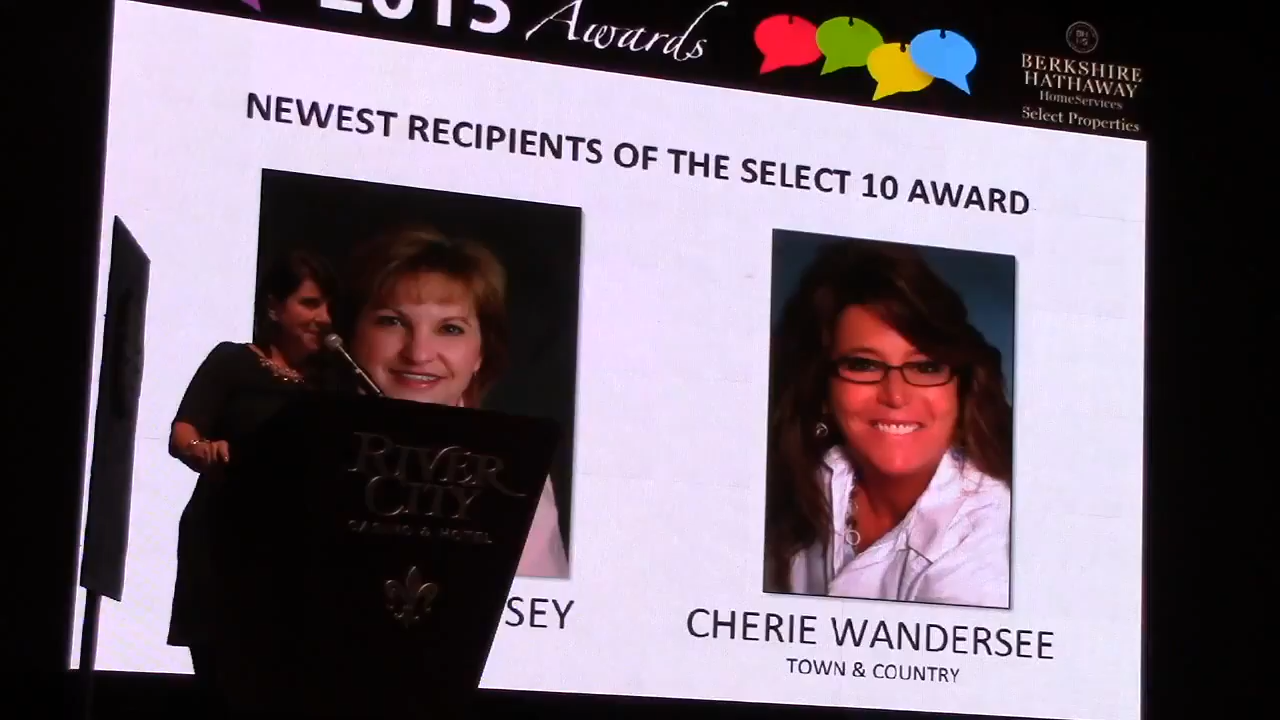 2015
Awards
BERKSHIRE
HATHAWAY
HomeServices
Select Properties
NEWEST RECIPIENTS OF THE SELECT 10 AWARD
RIVER
CITY
CASINO & HOTEL
SEY
CHERIE WANDERSEE
TOWN & COUNTRY